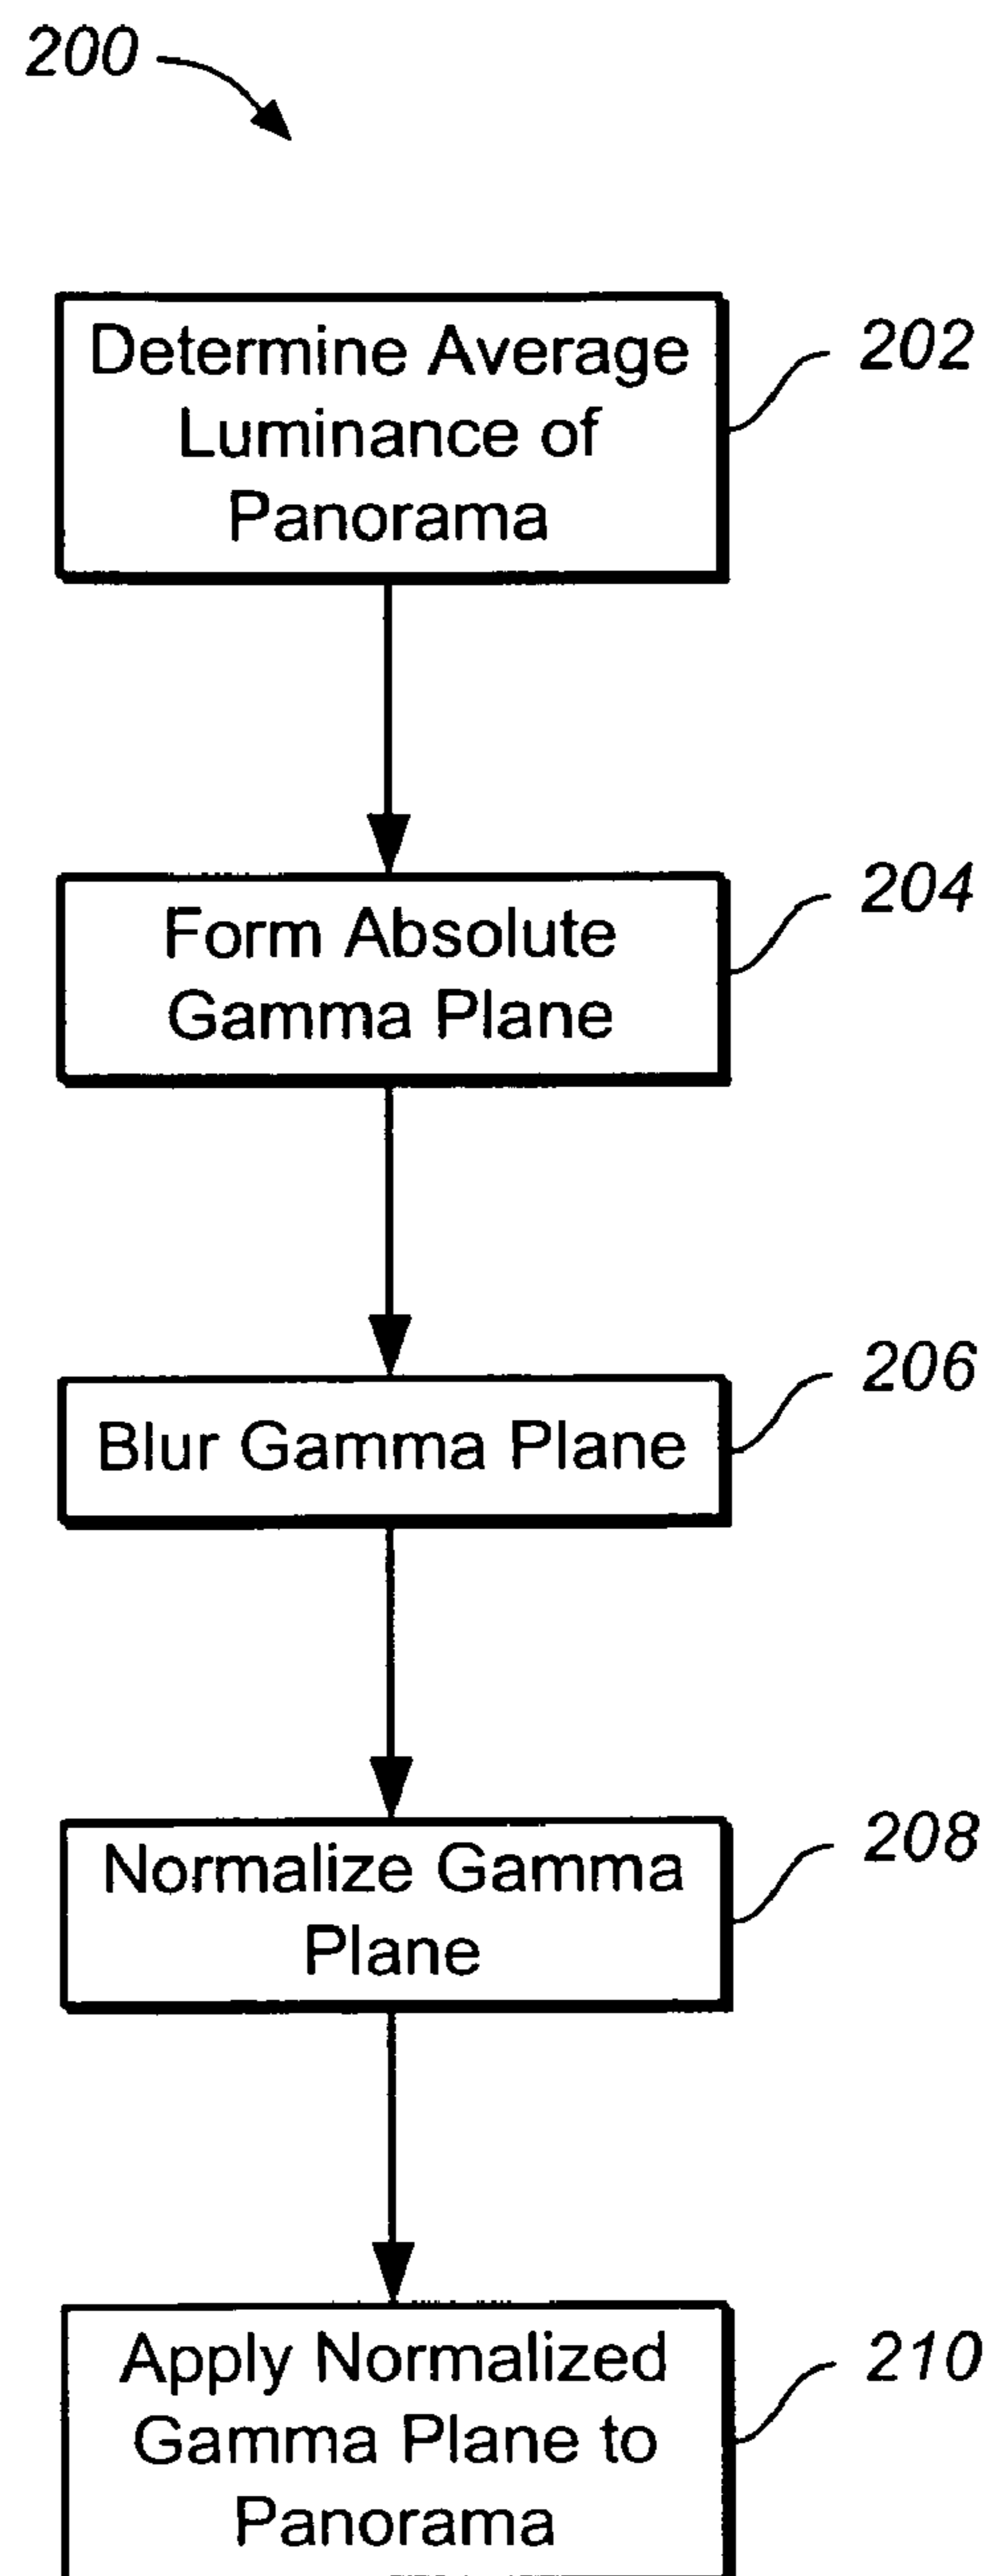 200
Determine Average
Luminance of
Panorama
202
Form Absolute
Gamma Plane
204
Blur Gamma Plane
206
Normalize Gamma
Plane
208
Apply Normalized
Gamma Plane to
Panorama
210